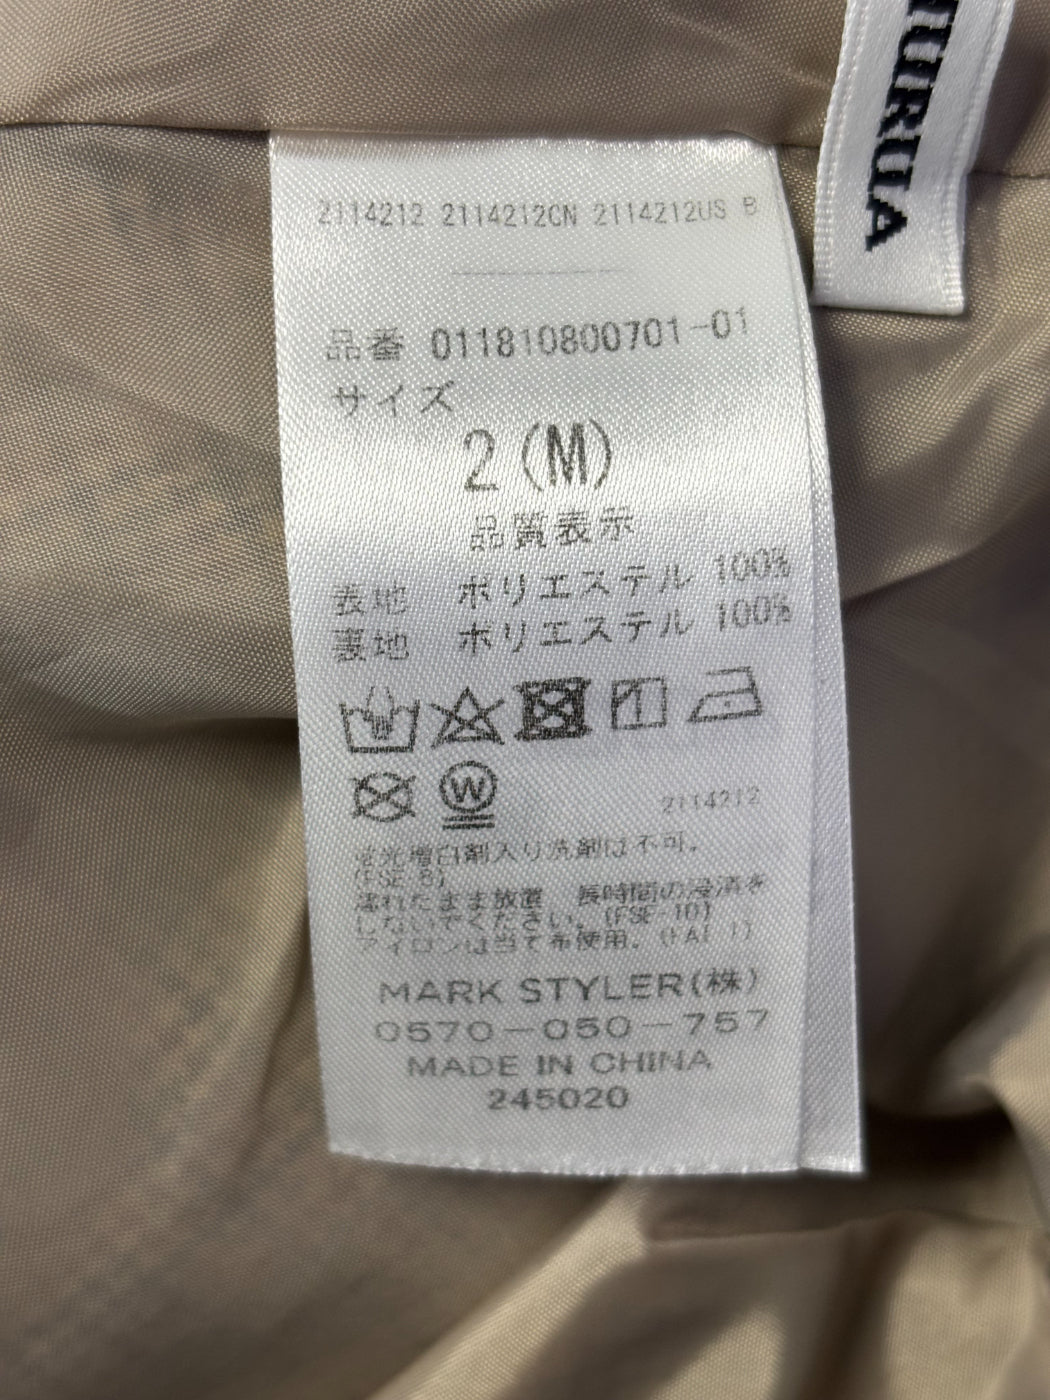 MURUA
2114212 2114212CN 2114212US B
品番 011810800701-01
サイズ
2(M)
品質表示
表地 ポリエステル 100%
裏地 ポリエステル 100%
W
2114212
蛍光増白剤入り洗剤は不可。
(FSE-8)
濡れたまま放置 長時間の浸漬を
しないでください。(FSE-10)
アイロンは当て布使用。(FAI-1)
MARK STYLER(株)
0570-050-757
MADE IN CHINA
245020